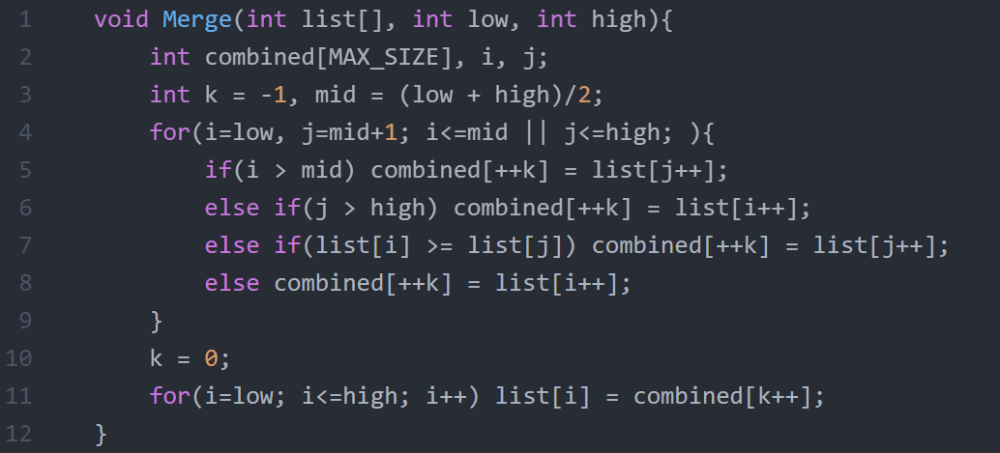 1 void Merge(int list[], int low, int high){
2 int combined[MAX_SIZE], i, j;
3 int k = -1, mid = (low + high)/2;
4 for(i=low, j=mid+1; i<=mid || j<=high; ){
5 if(i > mid) combined[++k] = list[j++];
6 else if(j > high) combined[++k] = list[i++];
7 else if(list[i] >= list[j]) combined[++k] = list[j++];
8 else combined[++k] = list[i++];
9 }
10 k = 0;
11 for(i=low; i<=high; i++) list[i] = combined[k++];
12 }